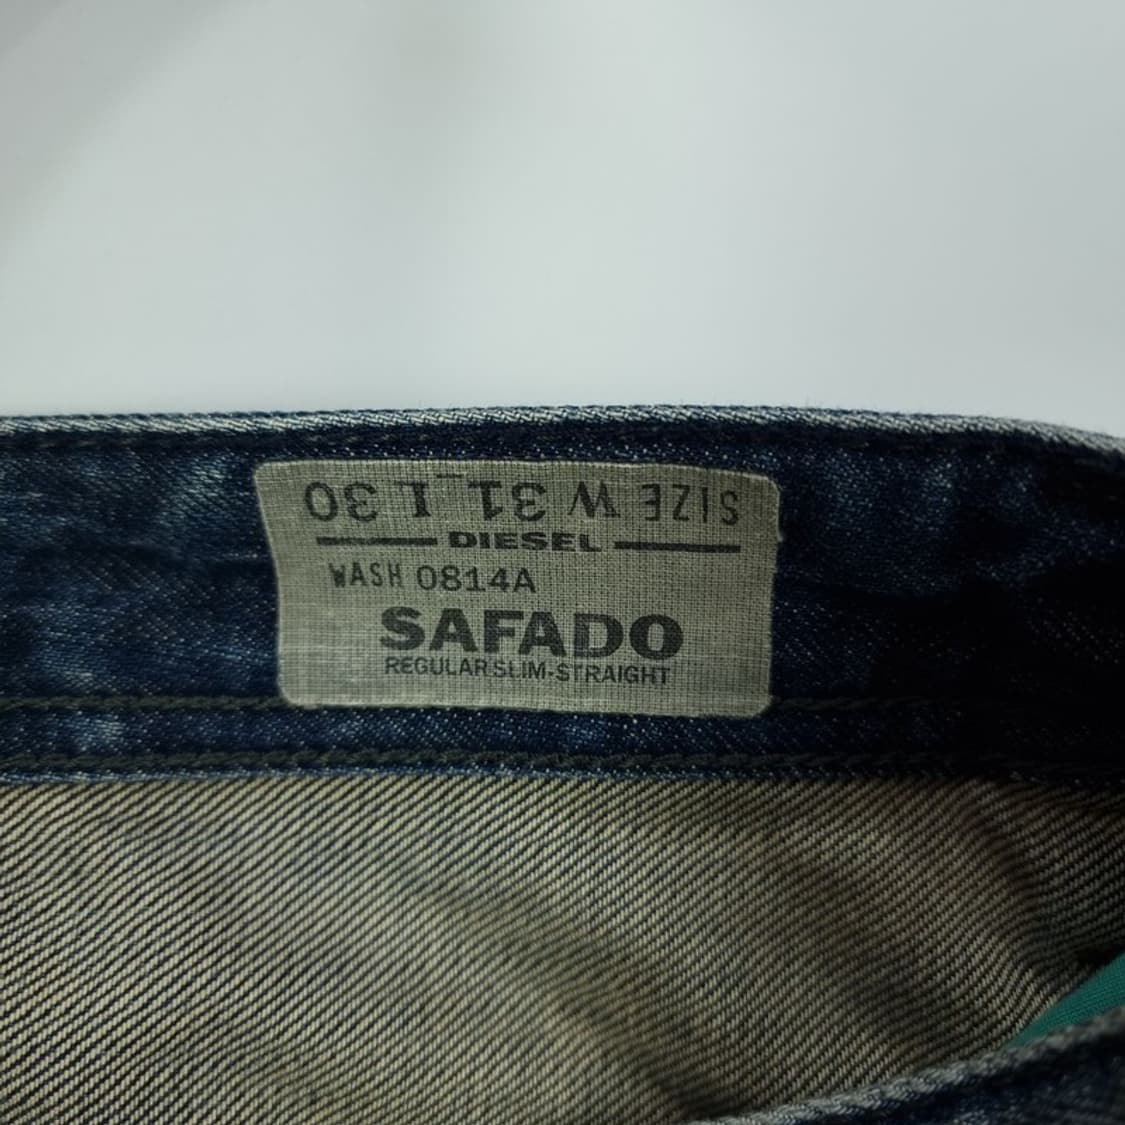 SIZE W 31 L 30
DIESEL
WASH 0814A
SAFADO
REGULAR SLIM-STRAIGHT